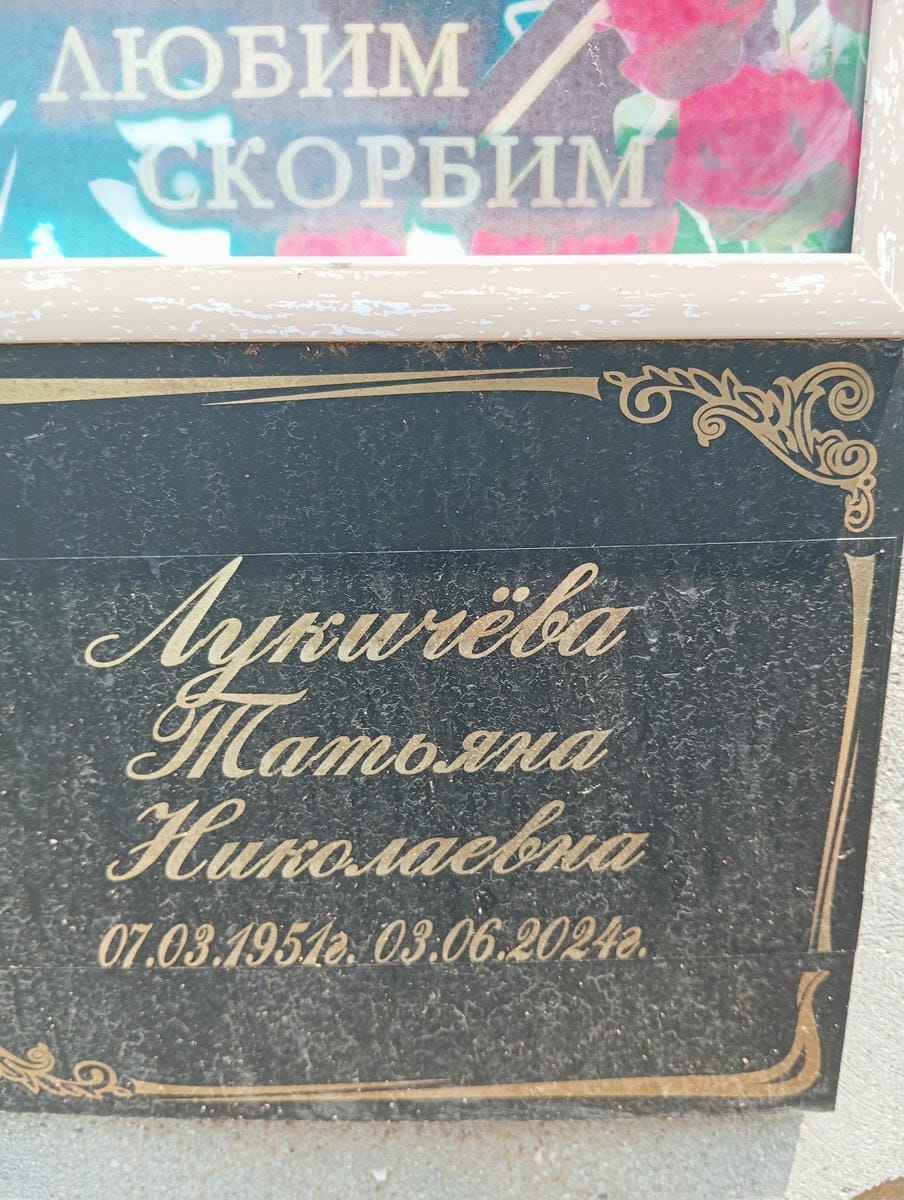 ЛЮБИМ
СКОРБИМ
Лукичёва
Татьяна
Николаевна
07.03.1951г. 03.06.2024г.